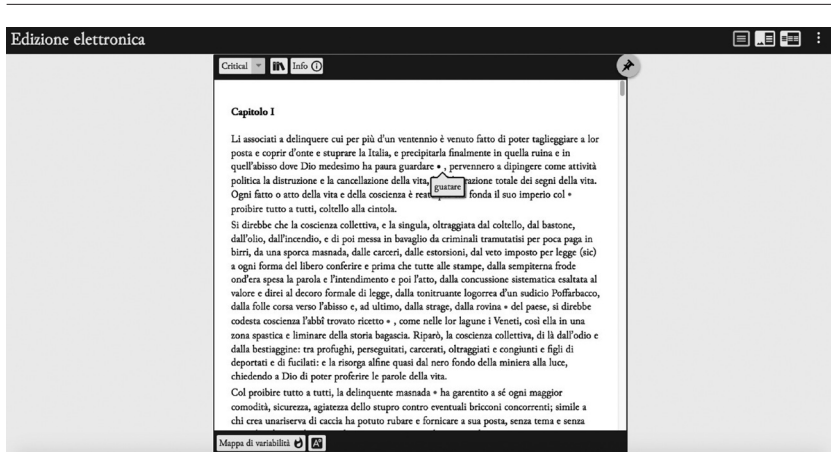 Edizione elettronica
Critical Info
Capitolo I
Li associati a delinquere cui per più d'un ventennio è venuto fatto di poter taglieggiare a lor
posta e coprir d'onte e stuprare la Italia, e precipitarla finalmente in quella ruina e in
quell'abisso dove Dio medesimo ha paura guardare • , pervennero a dipingere come attività
politica la distruzione e la cancellazione della vita, razione totale dei segni della vita.
guatare
Ogni fatto o atto della vita e della coscienza è reat fonda il suo imperio col •
proibire tutto a tutti, coltello alla cintola.
Si direbbe che la coscienza collettiva, e la singula, oltraggiata dal coltello, dal bastone,
dall'olio, dall'incendio, e di poi messa in bavaglio da criminali tramutatisi per poca paga in
birri, da una sporca masnada, dalle carceri, dalle estorsioni, dal veto imposto per legge (sic)
a ogni forma del libero conferire e prima che tutte alle stampe, dalla sempiterna frode
ond'era spesa la parola e l'intendimento e poi l'atto, dalla concussione sistematica esaltata al
valore e direi al decoro formale di legge, dalla tonitruante logorrea d'un sudicio Poffarbacco,
dalla folle corsa verso l'abisso e, ad ultimo, dalla strage, dalla rovina • del paese, si direbbe
codesta coscienza l'abbî trovato ricetto • , come nelle lor lagune i Veneti, così ella in una
zona spastica e liminare della storia bagascia. Riparò, la coscienza collettiva, di là dall'odio e
dalla bestiaggine: tra profughi, perseguitati, carcerati, oltraggiati e congiunti e figli di
deportati e di fucilati: e la risorga alfine quasi dal nero fondo della miniera alla luce,
chiedendo a Dio di poter proferire le parole della vita.
Col proibire tutto a tutti, la delinquente masnada • ha garentito a sé ogni maggior
comodità, sicurezza, agiatezza dello stupro contro eventuali bricconi concorrenti; simile a
chi crea unariserva di caccia ha potuto rubare e fornicare a sua posta, senza tema e senza
Mappa di variabilità